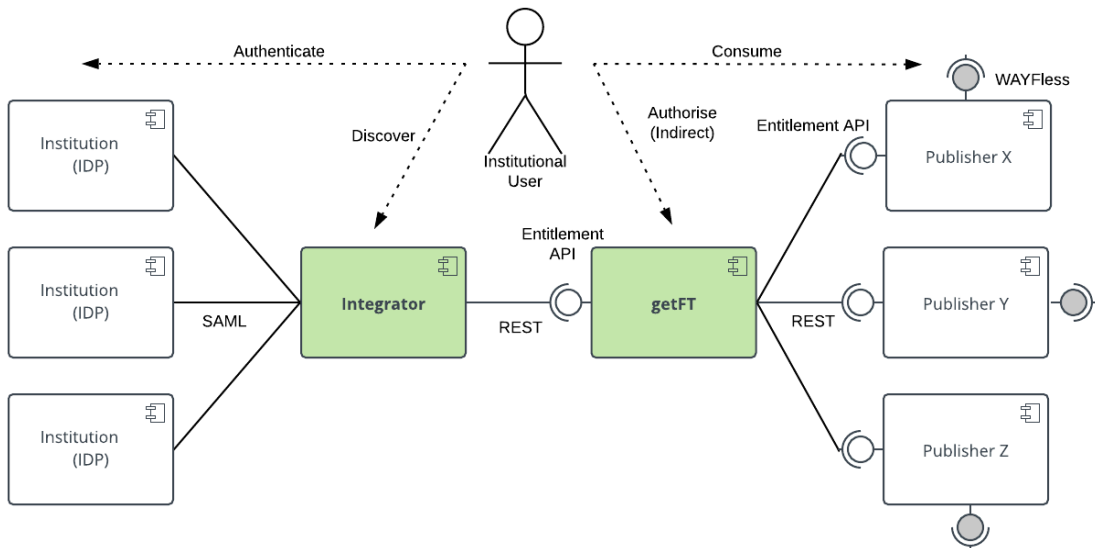 Authenticate
Consume
WAYFless
Discover
Authorise
(Indirect)
Entitlement API
Institutional
User
Institution
(IDP)
Publisher X
Entitlement
API
Institution
(IDP)
SAML
Integrator
REST
getFT
REST
Publisher Y
Institution
(IDP)
Publisher Z